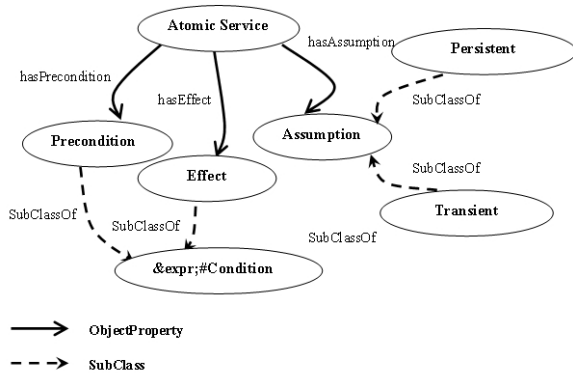 Atomic Service
hasPrecondition
hasEffect
hasAssumption
Persistent
SubClassOf
Precondition
Effect
Assumption
SubClassOf
Transient
SubClassOf
SubClassOf
SubClassOf
&expr;#Condition
ObjectProperty
SubClass